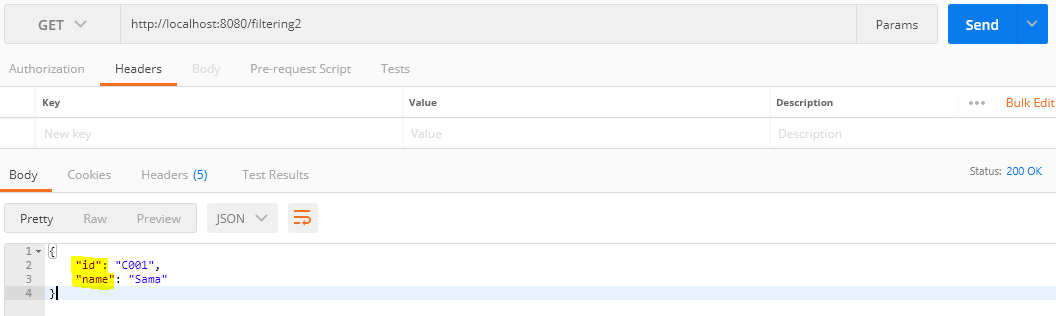 GET http://localhost:8080/filtering2 Params Send
Authorization Headers Body Pre-request Script Tests
Key Value Description ••• Bulk Edit
New key Value Description
Body Cookies Headers (5) Test Results Status: 200 OK
Pretty Raw Preview JSON
1 {
2 "id": "C001",
3 "name": "Sama"
4 }